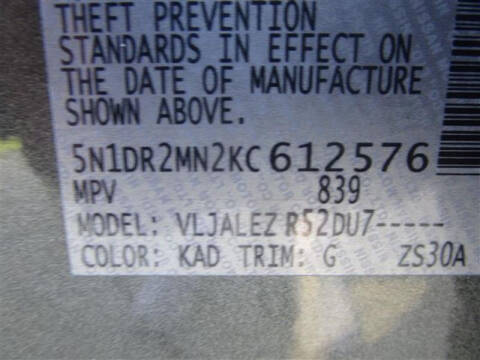 THEFT PREVENTION
STANDARDS IN EFFECT ON
THE DATE OF MANUFACTURE
SHOWN ABOVE.
5N1DR2MN2KC612576
MPV 839
MODEL: VLJALEZ R52DU7-----
COLOR: KAD TRIM: G ZS30A